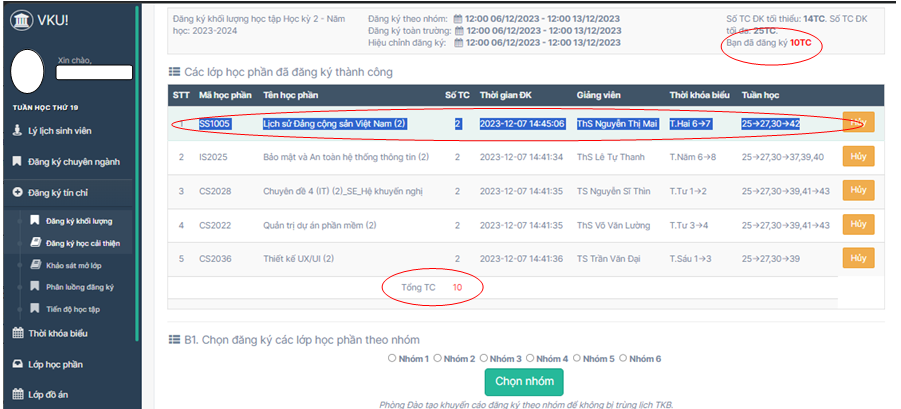 VKU!
Xin chào,
TUẦN HỌC THỨ 19
Lý lịch sinh viên
Đăng ký chuyên ngành
Đăng ký tín chỉ
Đăng ký khối lượng
Đăng ký học cải thiện
Khảo sát mở lớp
Phân luồng đăng ký
Tiến độ học tập
Thời khóa biểu
Lớp học phần
Lớp đồ án
Đăng ký khối lượng học tập Học kỳ 2 - Năm
học: 2023-2024
Đăng ký theo nhóm: 12:00 06/12/2023 - 12:00 13/12/2023
Đăng ký toàn trường: 12:00 06/12/2023 - 12:00 13/12/2023
Hiệu chỉnh đăng ký: 12:00 06/12/2023 - 12:00 13/12/2023
Số TC ĐK tối thiểu: 14TC. Số TC ĐK
tối đa: 25TC.
Bạn đã đăng ký 10TC
Các lớp học phần đã đăng ký thành công
STT Mã học phần Tên học phần Số TC Thời gian ĐK Giảng viên Thời khóa biểu Tuần học
1 SS1005 Lịch sử Đảng cộng sản Việt Nam (2) 2 2023-12-07 14:45:06 ThS Nguyễn Thị Mai T.Hai 6→7 25→27,30→42 Hủy
2 IS2025 Bảo mật và An toàn hệ thống thông tin (2) 2 2023-12-07 14:41:34 ThS Lê Tự Thanh T.Năm 6→8 25→27,30→37,39,40 Hủy
3 CS2028 Chuyên đề 4 (IT) (2)_SE_Hệ khuyến nghị 2 2023-12-07 14:41:35 TS Nguyễn Sĩ Thìn T.Tư 1→2 25→27,30→39,41→43 Hủy
4 CS2022 Quản trị dự án phần mềm (2) 2 2023-12-07 14:41:35 ThS Võ Văn Lường T.Tư 3→4 25→27,30→39,41→43 Hủy
5 CS2036 Thiết kế UX/UI (2) 2 2023-12-07 14:41:36 TS Trần Văn Đại T.Sáu 1→3 25→27,30→39 Hủy
Tổng TC 10
B1. Chọn đăng ký các lớp học phần theo nhóm
Nhóm 1 Nhóm 2 Nhóm 3 Nhóm 4 Nhóm 5 Nhóm 6
Chọn nhóm
Phòng Đào tạo khuyến cáo đăng ký theo nhóm để không bị trùng lịch TKB.